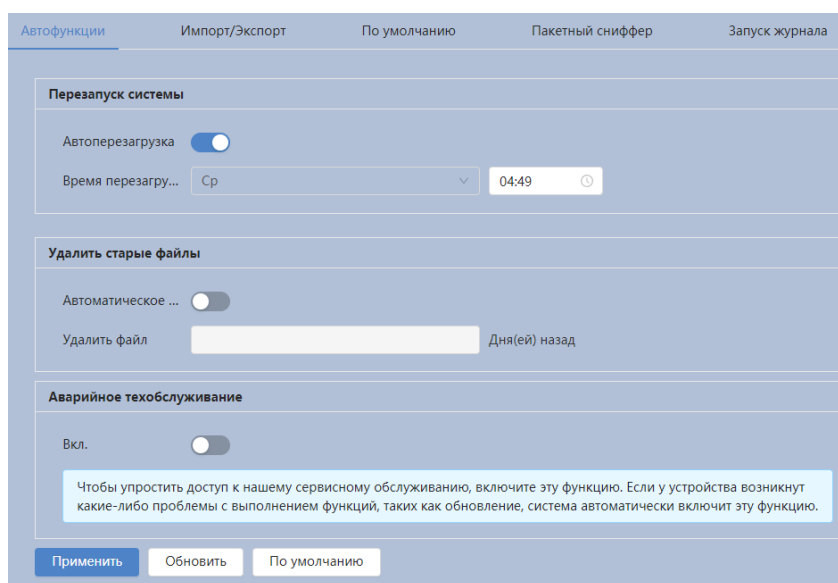 Автофункции Импорт/Экспорт По умолчанию Пакетный сниффер Запуск журнала
Перезапуск системы
Автоперезагрузка
Время перезагру... Ср 04:49
Удалить старые файлы
Автоматическое ...
Удалить файл Дня(ей) назад
Аварийное техобслуживание
Вкл.
Чтобы упростить доступ к нашему сервисному обслуживанию, включите эту функцию. Если у устройства возникнут
какие-либо проблемы с выполнением функций, таких как обновление, система автоматически включит эту функцию.
Применить Обновить По умолчанию